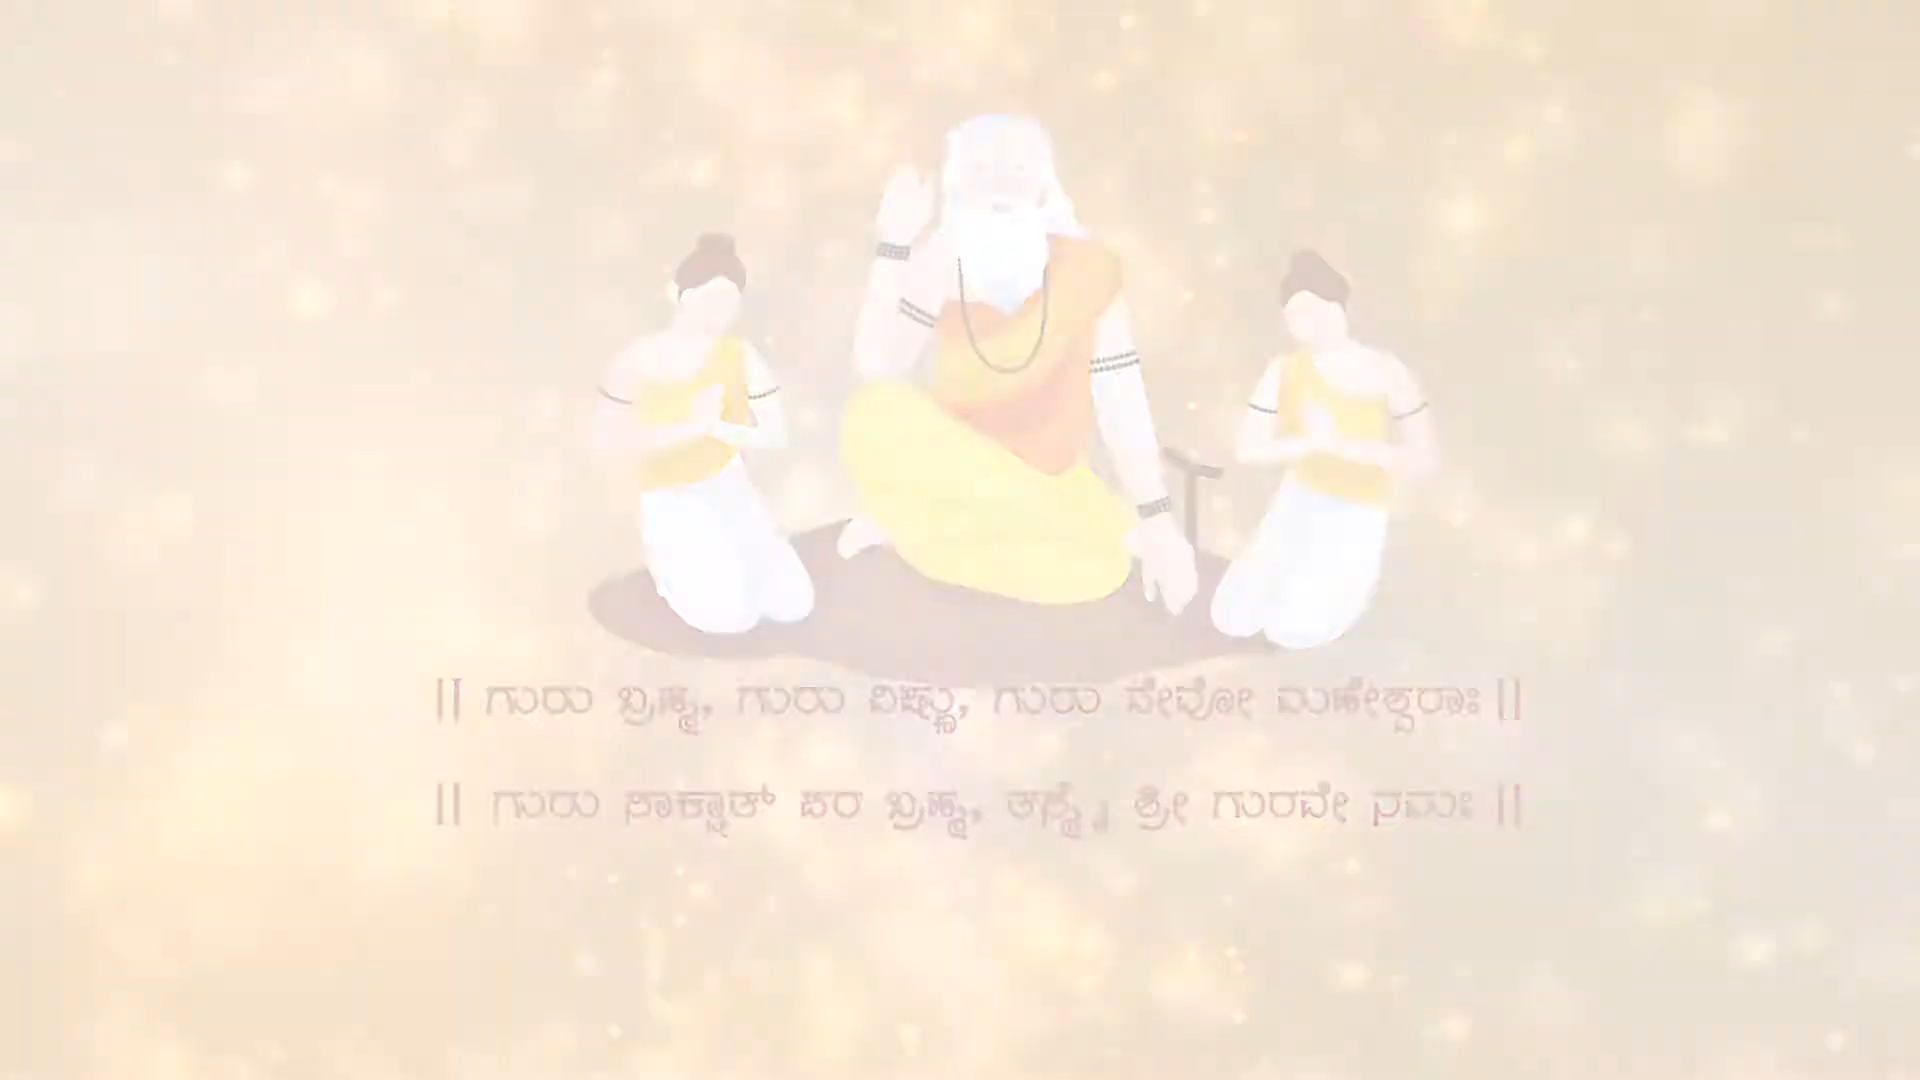 || ಗುರು ಬ್ರಹ್ಮ, ಗುರು ವಿಷ್ಣು, ಗುರು ದೇವೋ ಮಹೇಶ್ವರಾಃ ||
|| ಗುರು ಸಾಕ್ಷಾತ್ ಪರ ಬ್ರಹ್ಮ, ತಸ್ಮೈ ಶ್ರೀ ಗುರವೇ ನಮಃ ||